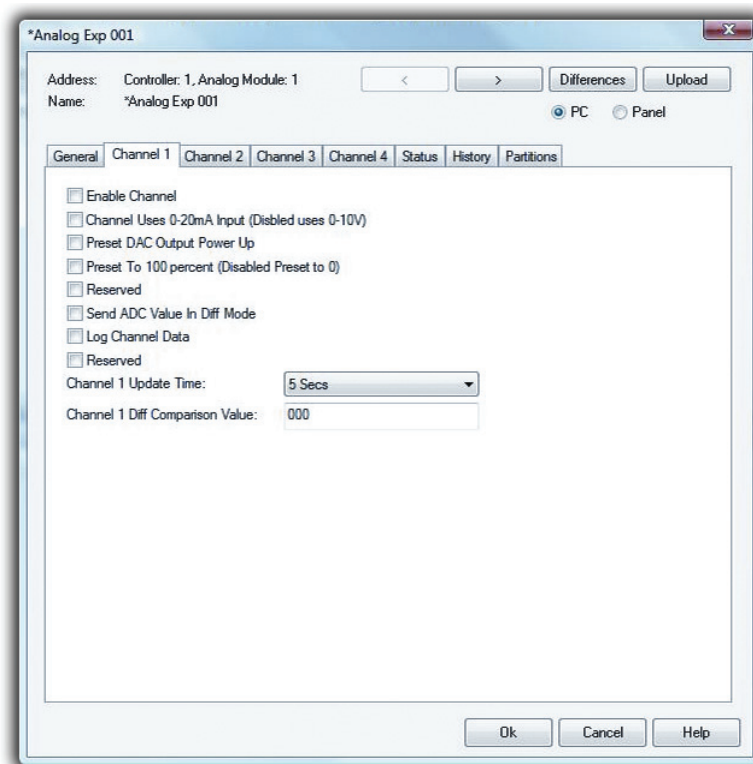 *Analog Exp 001
Address: Controller: 1, Analog Module: 1 < > Differences Upload
Name: *Analog Exp 001
PC Panel
General Channel 1 Channel 2 Channel 3 Channel 4 Status History Partitions
Enable Channel
Channel Uses 0-20mA Input (Disbled uses 0-10V)
Preset DAC Output Power Up
Preset To 100 percent (Disabled Preset to 0)
Reserved
Send ADC Value In Diff Mode
Log Channel Data
Reserved
Channel 1 Update Time: 5 Secs
Channel 1 Diff Comparison Value: 000
Ok Cancel Help